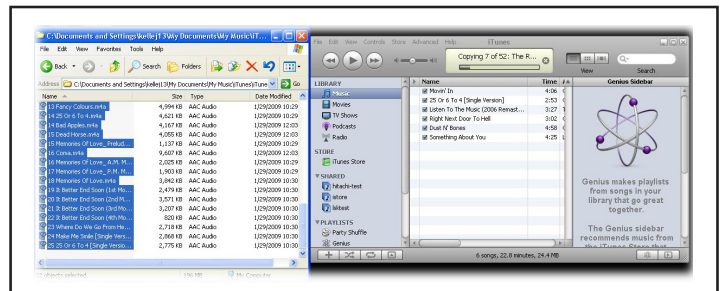 C:\Documents and Settings\kellej13\My Documents\My Music\iT...
File Edit View Favorites Tools Help
Back Search Folders
Address C:\Documents and Settings\kellej13\My Documents\My Music\iTunes\iTune Go
Name Size Type Date Modified
13 Fancy Colours.m4a 4,994 KB AAC Audio 1/29/2009 10:29
14 25 Or 6 To 4.m4a 4,621 KB AAC Audio 1/29/2009 10:29
14 Bad Apples.m4a 4,167 KB AAC Audio 1/29/2009 12:03
15 Dead Horse.m4a 4,055 KB AAC Audio 1/29/2009 12:03
15 Memories Of Love_ Prelud... 1,137 KB AAC Audio 1/29/2009 10:29
16 Coma.m4a 9,607 KB AAC Audio 1/29/2009 12:03
16 Memories Of Love_ A.M. M... 2,025 KB AAC Audio 1/29/2009 10:29
17 Memories Of Love_ P.M. M... 1,903 KB AAC Audio 1/29/2009 10:29
18 Memories Of Love.m4a 3,842 KB AAC Audio 1/29/2009 10:30
19 It Better End Soon (1st Mo... 2,479 KB AAC Audio 1/29/2009 10:30
20 It Better End Soon (2nd M... 3,571 KB AAC Audio 1/29/2009 10:30
21 It Better End Soon (3rd Mo... 3,207 KB AAC Audio 1/29/2009 10:30
22 It Better End Soon (4th Mo... 820 KB AAC Audio 1/29/2009 10:30
23 Where Do We Go From He... 2,718 KB AAC Audio 1/29/2009 10:30
24 Make Me Smile [Single Vers... 2,868 KB AAC Audio 1/29/2009 10:30
25 25 Or 6 To 4 [Single Versio... 2,775 KB AAC Audio 1/29/2009 10:30
objects selected 196 MB My Computer
File Edit View Controls Store Advanced Help iTunes
Copying 7 of 52: The R...
View Search
LIBRARY
Music
Movies
TV Shows
Podcasts
Radio
STORE
iTunes Store
SHARED
hitachi-test
istore
lslitest
PLAYLISTS
Party Shuffle
Genius
Name Time
Movin' In 4:06
25 Or 6 To 4 [Single Version] 2:53
Listen To The Music (2006 Remast... 3:27
Right Next Door To Hell 3:02
Dust N' Bones 4:58
Something About You 4:25
Genius Sidebar
Genius makes playlists
from songs in your
library that go great
together.
The Genius sidebar
recommends music from
the iTunes Store that
6 songs, 22.8 minutes, 24.4 MB